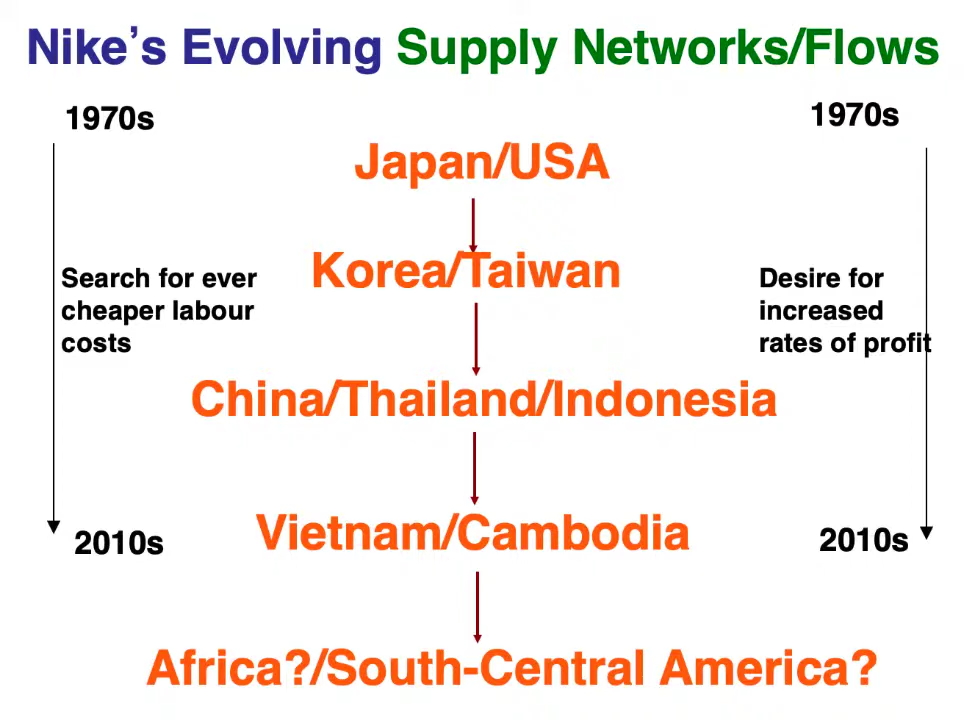 Nike’s Evolving Supply Networks/Flows
1970s
1970s
Japan/USA
Korea/Taiwan
Search for ever
cheaper labour
costs
Desire for
increased
rates of profit
China/Thailand/Indonesia
Vietnam/Cambodia
2010s
2010s
Africa?/South-Central America?